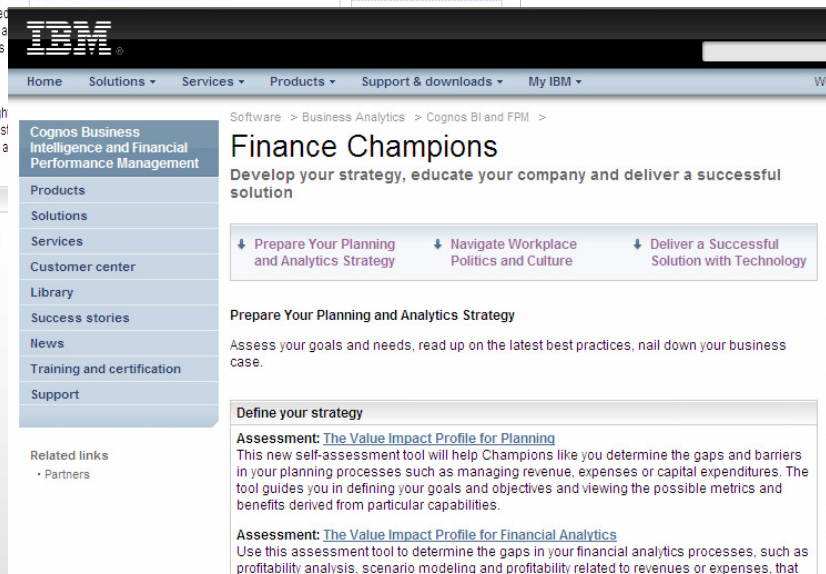 IBM®
Home Solutions Services Products Support & downloads My IBM W
Software > Business Analytics > Cognos BI and FPM >
Cognos Business
Intelligence and Financial
Performance Management
Products
Solutions
Services
Customer center
Library
Success stories
News
Training and certification
Support
Related links
• Partners
Finance Champions
Develop your strategy, educate your company and deliver a successful
solution
Prepare Your Planning
and Analytics Strategy
Navigate Workplace
Politics and Culture
Deliver a Successful
Solution with Technology
Prepare Your Planning and Analytics Strategy
Assess your goals and needs, read up on the latest best practices, nail down your business
case.
Define your strategy
Assessment: The Value Impact Profile for Planning
This new self-assessment tool will help Champions like you determine the gaps and barriers
in your planning processes such as managing revenue, expenses or capital expenditures. The
tool guides you in defining your goals and objectives and viewing the possible metrics and
benefits derived from particular capabilities.
Assessment: The Value Impact Profile for Financial Analytics
Use this assessment tool to determine the gaps in your financial analytics processes, such as
profitability analysis, scenario modeling and profitability related to revenues or expenses, that